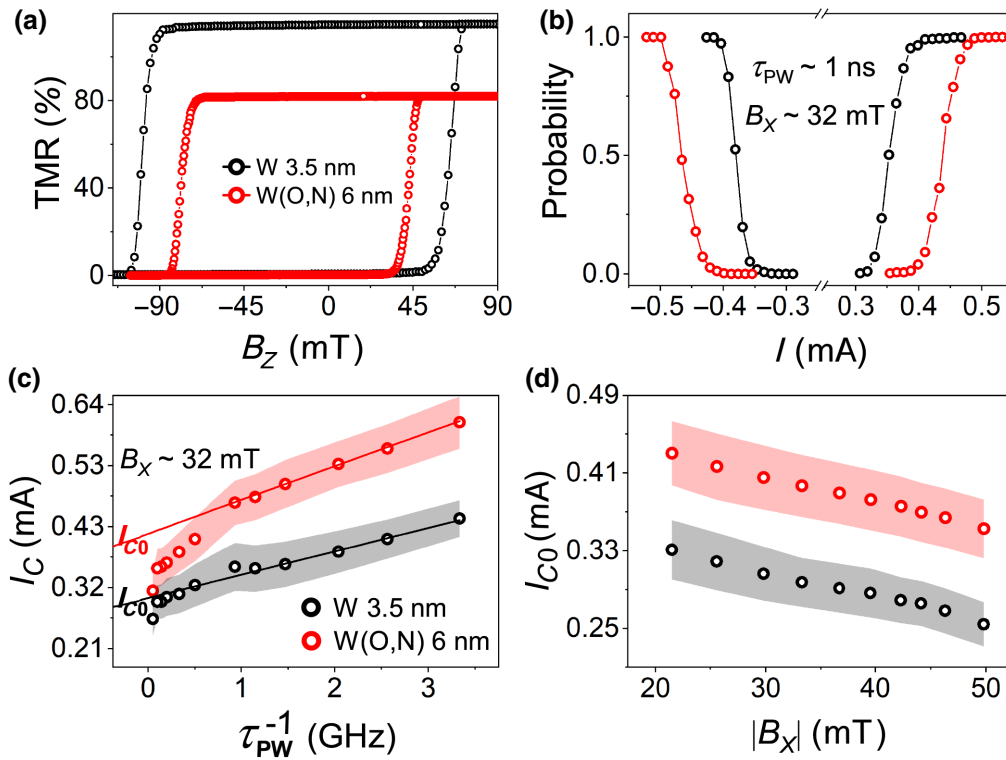 (a)
TMR (%)
80
0
W 3.5 nm
W(O,N) 6 nm
−90 −45 0 45 90
B_Z (mT)
(b)
Probability
1.0
0.5
0.0
τ_PW ~ 1 ns
B_X ~ 32 mT
−0.5 −0.4 −0.3 0.3 0.4 0.5
I (mA)
(c)
I_C (mA)
0.64
0.53
0.43
0.32
0.21
B_X ~ 32 mT
I_C0
I_C0
W 3.5 nm
W(O,N) 6 nm
0 1 2 3
τ_PW^-1 (GHz)
(d)
I_C0 (mA)
0.49
0.41
0.33
0.25
20 30 40 50
|B_X| (mT)